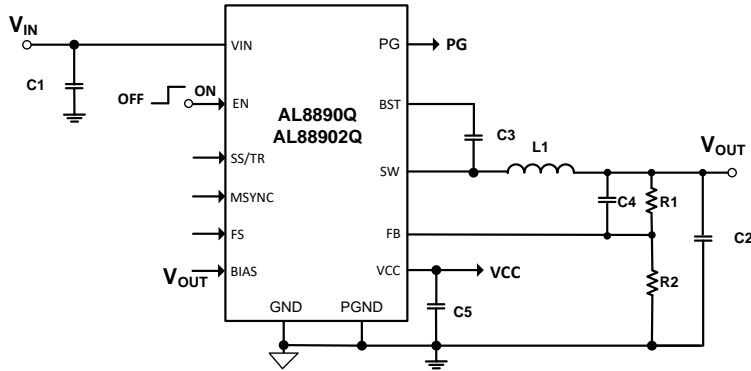 VIN
VIN
C1
OFF
ON
EN
SS/TR
MSYNC
FS
VOUT
BIAS
AL8890Q
AL88902Q
GND
PGND
PG
PG
BST
C3
SW
L1
VOUT
C4
R1
C2
FB
R2
VCC
VCC
C5